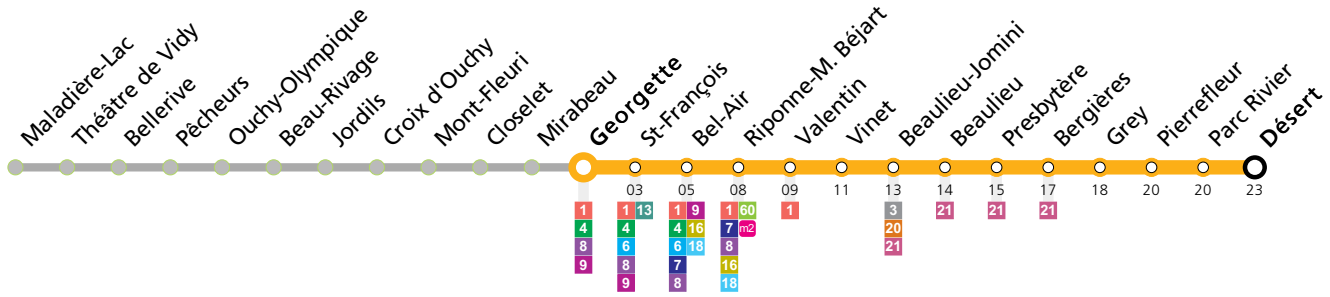 Maladière-Lac
Théâtre de Vidy
Bellerive
Pêcheurs
Ouchy-Olympique
Beau-Rivage
Jordils
Croix d'Ouchy
Mont-Fleuri
Closelet
Mirabeau
Georgette
St-François
Bel-Air
Riponne-M. Béjart
Valentin
Vinet
Beaulieu-Jomini
Beaulieu
Presbytère
Bergières
Grey
Pierrefleur
Parc Rivier
Désert
03 05 08 09 11 13 14 15 17 18 20 20 23
1 1 13 1 9 1 60 1 3 21 21 21
4 4 4 16 7 m2 20
8 6 6 18 8 21
9 8 7 16
9 8 18